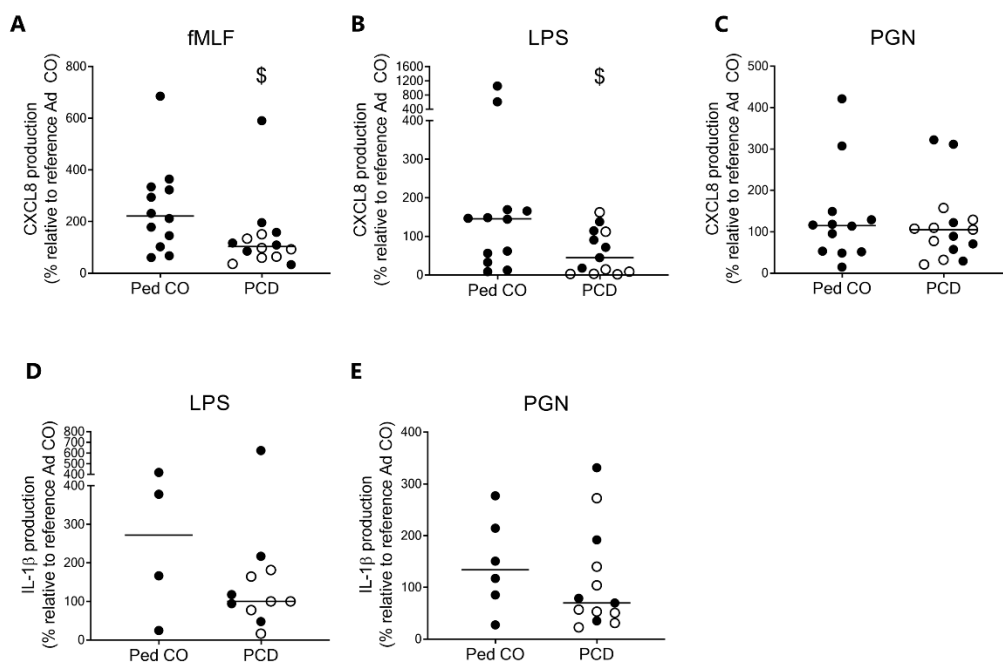 A
fMLF
CXCL8 production
(% relative to reference Ad CO)
800
600
400
200
0
$
Ped CO
PCD
B
LPS
CXCL8 production
(% relative to reference Ad CO)
1600
1200
800
400
400
300
200
100
0
$
Ped CO
PCD
C
PGN
CXCL8 production
(% relative to reference Ad CO)
500
400
300
200
100
0
Ped CO
PCD
D
LPS
IL-1β production
(% relative to reference Ad CO)
800
700
600
500
400
400
300
200
100
0
Ped CO
PCD
E
PGN
IL-1β production
(% relative to reference Ad CO)
400
300
200
100
0
Ped CO
PCD